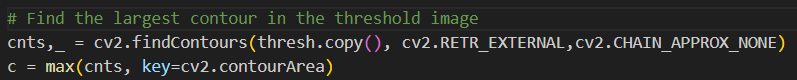 # Find the largest contour in the threshold image
cnts,_ = cv2.findContours(thresh.copy(), cv2.RETR_EXTERNAL,cv2.CHAIN_APPROX_NONE)
c = max(cnts, key=cv2.contourArea)